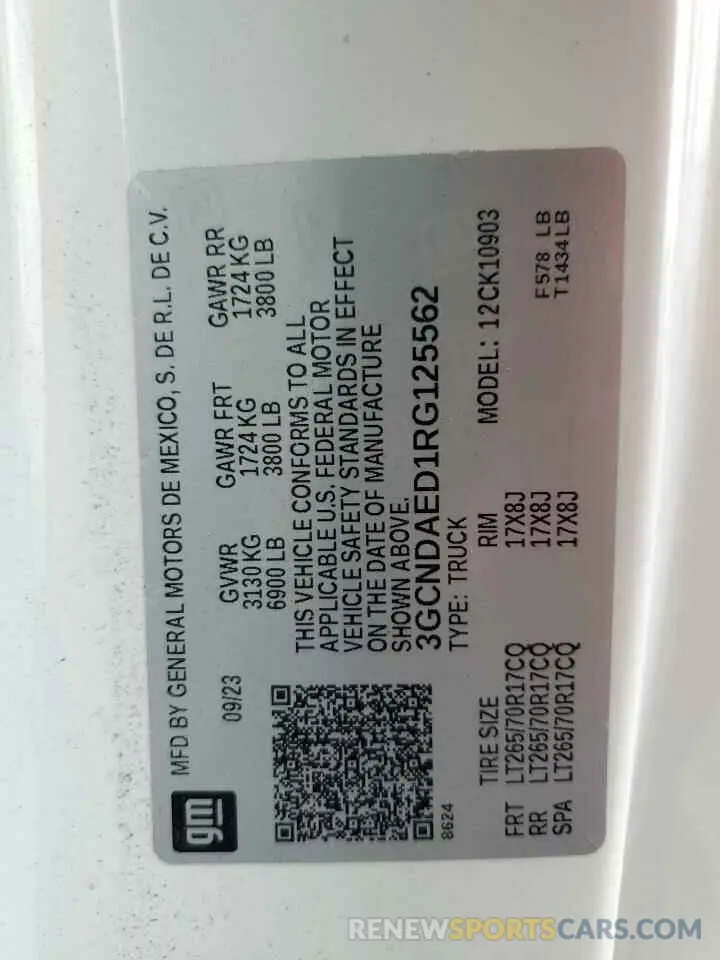 gm
MFD BY GENERAL MOTORS DE MEXICO, S. DE R.L. DE C.V.
09/23
GVWR GAWR FRT GAWR RR
3130 KG 1724 KG 1724 KG
6900 LB 3800 LB 3800 LB
THIS VEHICLE CONFORMS TO ALL
APPLICABLE U.S. FEDERAL MOTOR
VEHICLE SAFETY STANDARDS IN EFFECT
ON THE DATE OF MANUFACTURE
SHOWN ABOVE.
3GCNDAED1RG125562
8624
TYPE: TRUCK
TIRE SIZE RIM MODEL: 12CK10903
FRT LT265/70R17CQ 17X8J
RR LT265/70R17CQ 17X8J F 578 LB
SPA LT265/70R17CQ 17X8J T1434 LB
RENEWSPORTSCARS.COM